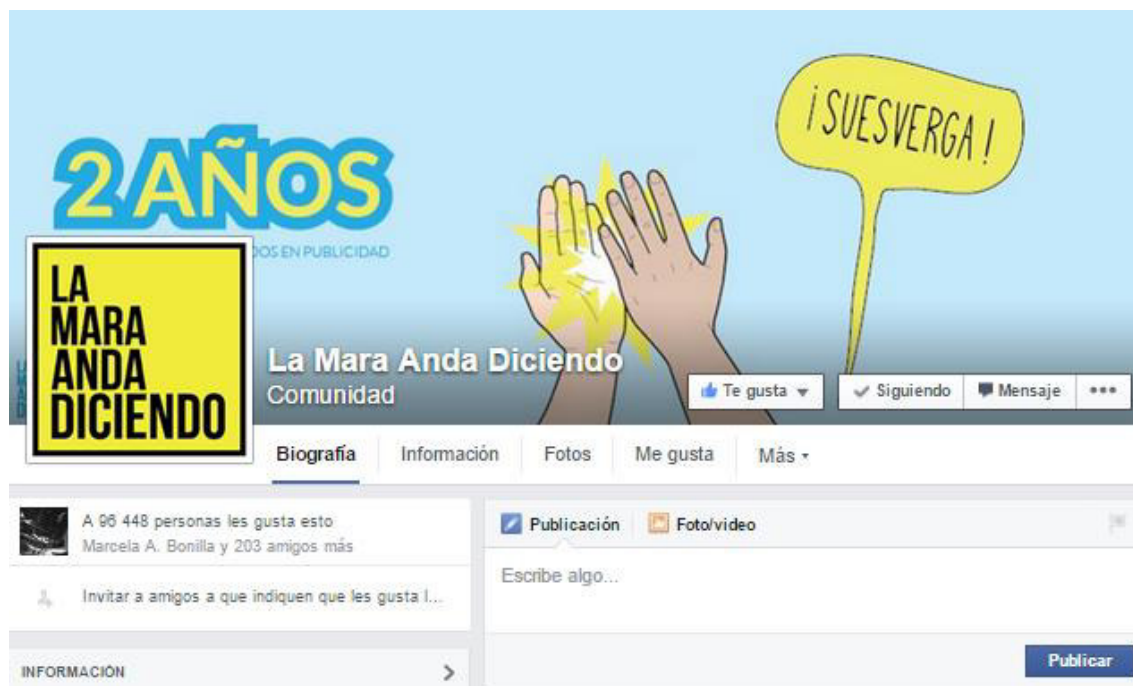 ¡SUESVERGA!
2 AÑOS
EN PUBLICIDAD
LA
MARA
ANDA
DICIENDO
La Mara Anda Diciendo
Comunidad
Te gusta
Siguiendo
Mensaje
Biografía
Información
Fotos
Me gusta
Más
A 96 448 personas les gusta esto
Marcela A. Bonilla y 203 amigos más
Invitar a amigos a que indiquen que les gusta l...
INFORMACIÓN
Publicación
Foto/video
Escribe algo...
Publicar